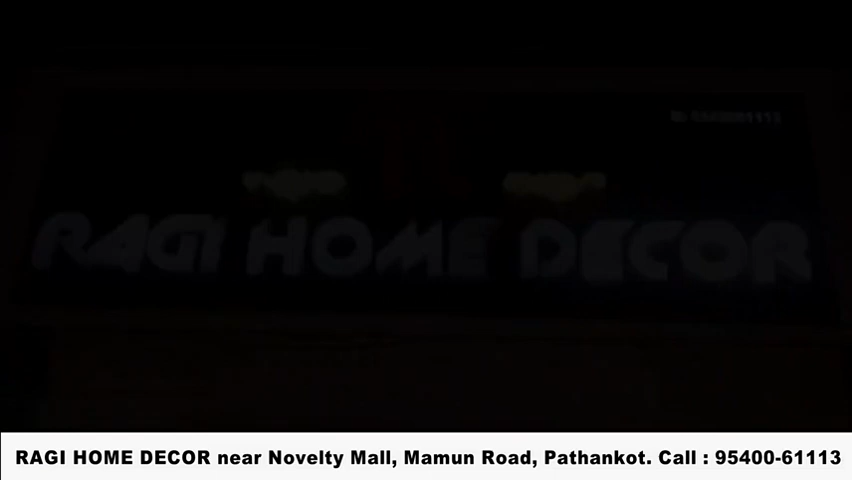 RAGI HOME DECOR
RAGI HOME DECOR near Novelty Mall, Mamun Road, Pathankot. Call : 95400-61113